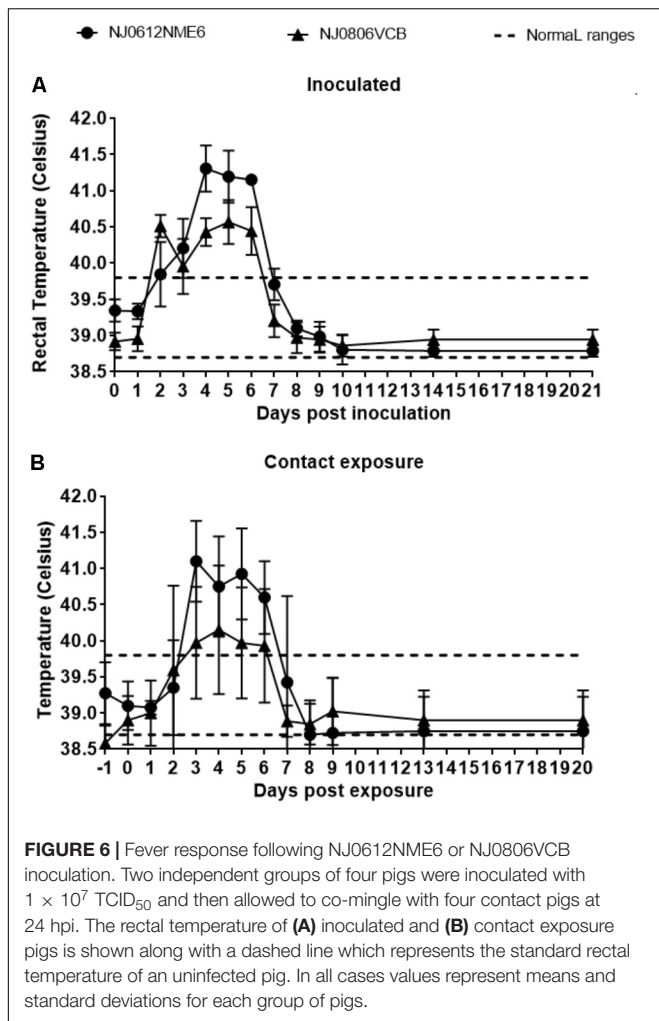 NJ0612NME6 NJ0806VCB NormaL ranges
A Inoculated
42.0
41.5
41.0
40.5
40.0
39.5
39.0
38.5
Rectal Temperature (Celsius)
0 1 2 3 4 5 6 7 8 9 10 11 12 13 14 15 16 17 18 19 20 21
Days post inoculation
B Contact exposure
42.0
41.5
41.0
40.5
40.0
39.5
39.0
38.5
Temperature (Celsius)
-1 0 1 2 3 4 5 6 7 8 9 10 11 12 13 14 15 16 17 18 19 20
Days post exposure
FIGURE 6 | Fever response following NJ0612NME6 or NJ0806VCB
inoculation. Two independent groups of four pigs were inoculated with
1 × 10⁷ TCID₅₀ and then allowed to co-mingle with four contact pigs at
24 hpi. The rectal temperature of (A) inoculated and (B) contact exposure
pigs is shown along with a dashed line which represents the standard rectal
temperature of an uninfected pig. In all cases values represent means and
standard deviations for each group of pigs.